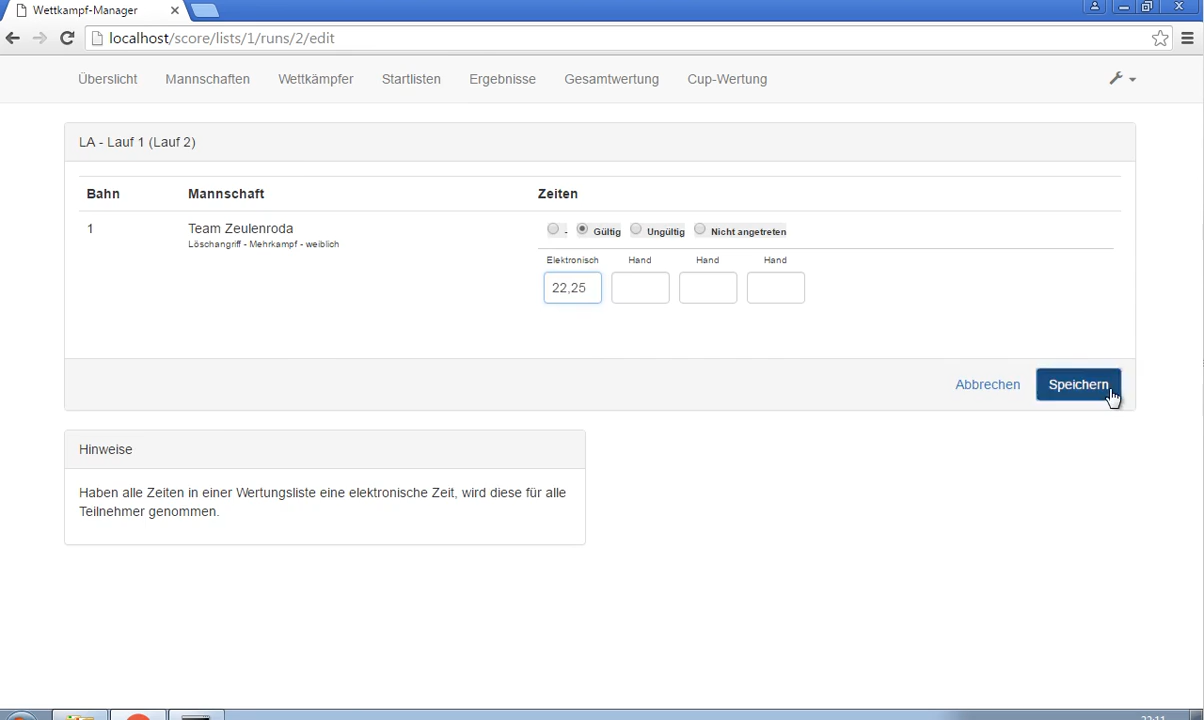 Wettkampf-Manager
localhost/score/lists/1/runs/2/edit
Überslicht Mannschaften Wettkämpfer Startlisten Ergebnisse Gesamtwertung Cup-Wertung
LA - Lauf 1 (Lauf 2)
Bahn Mannschaft Zeiten
1 Team Zeulenroda - Gültig Ungültig Nicht angetreten
Löschangriff - Mehrkampf - weiblich
Elektronisch Hand Hand Hand
22,25
Abbrechen Speichern
Hinweise
Haben alle Zeiten in einer Wertungsliste eine elektronische Zeit, wird diese für alle
Teilnehmer genommen.
22:11